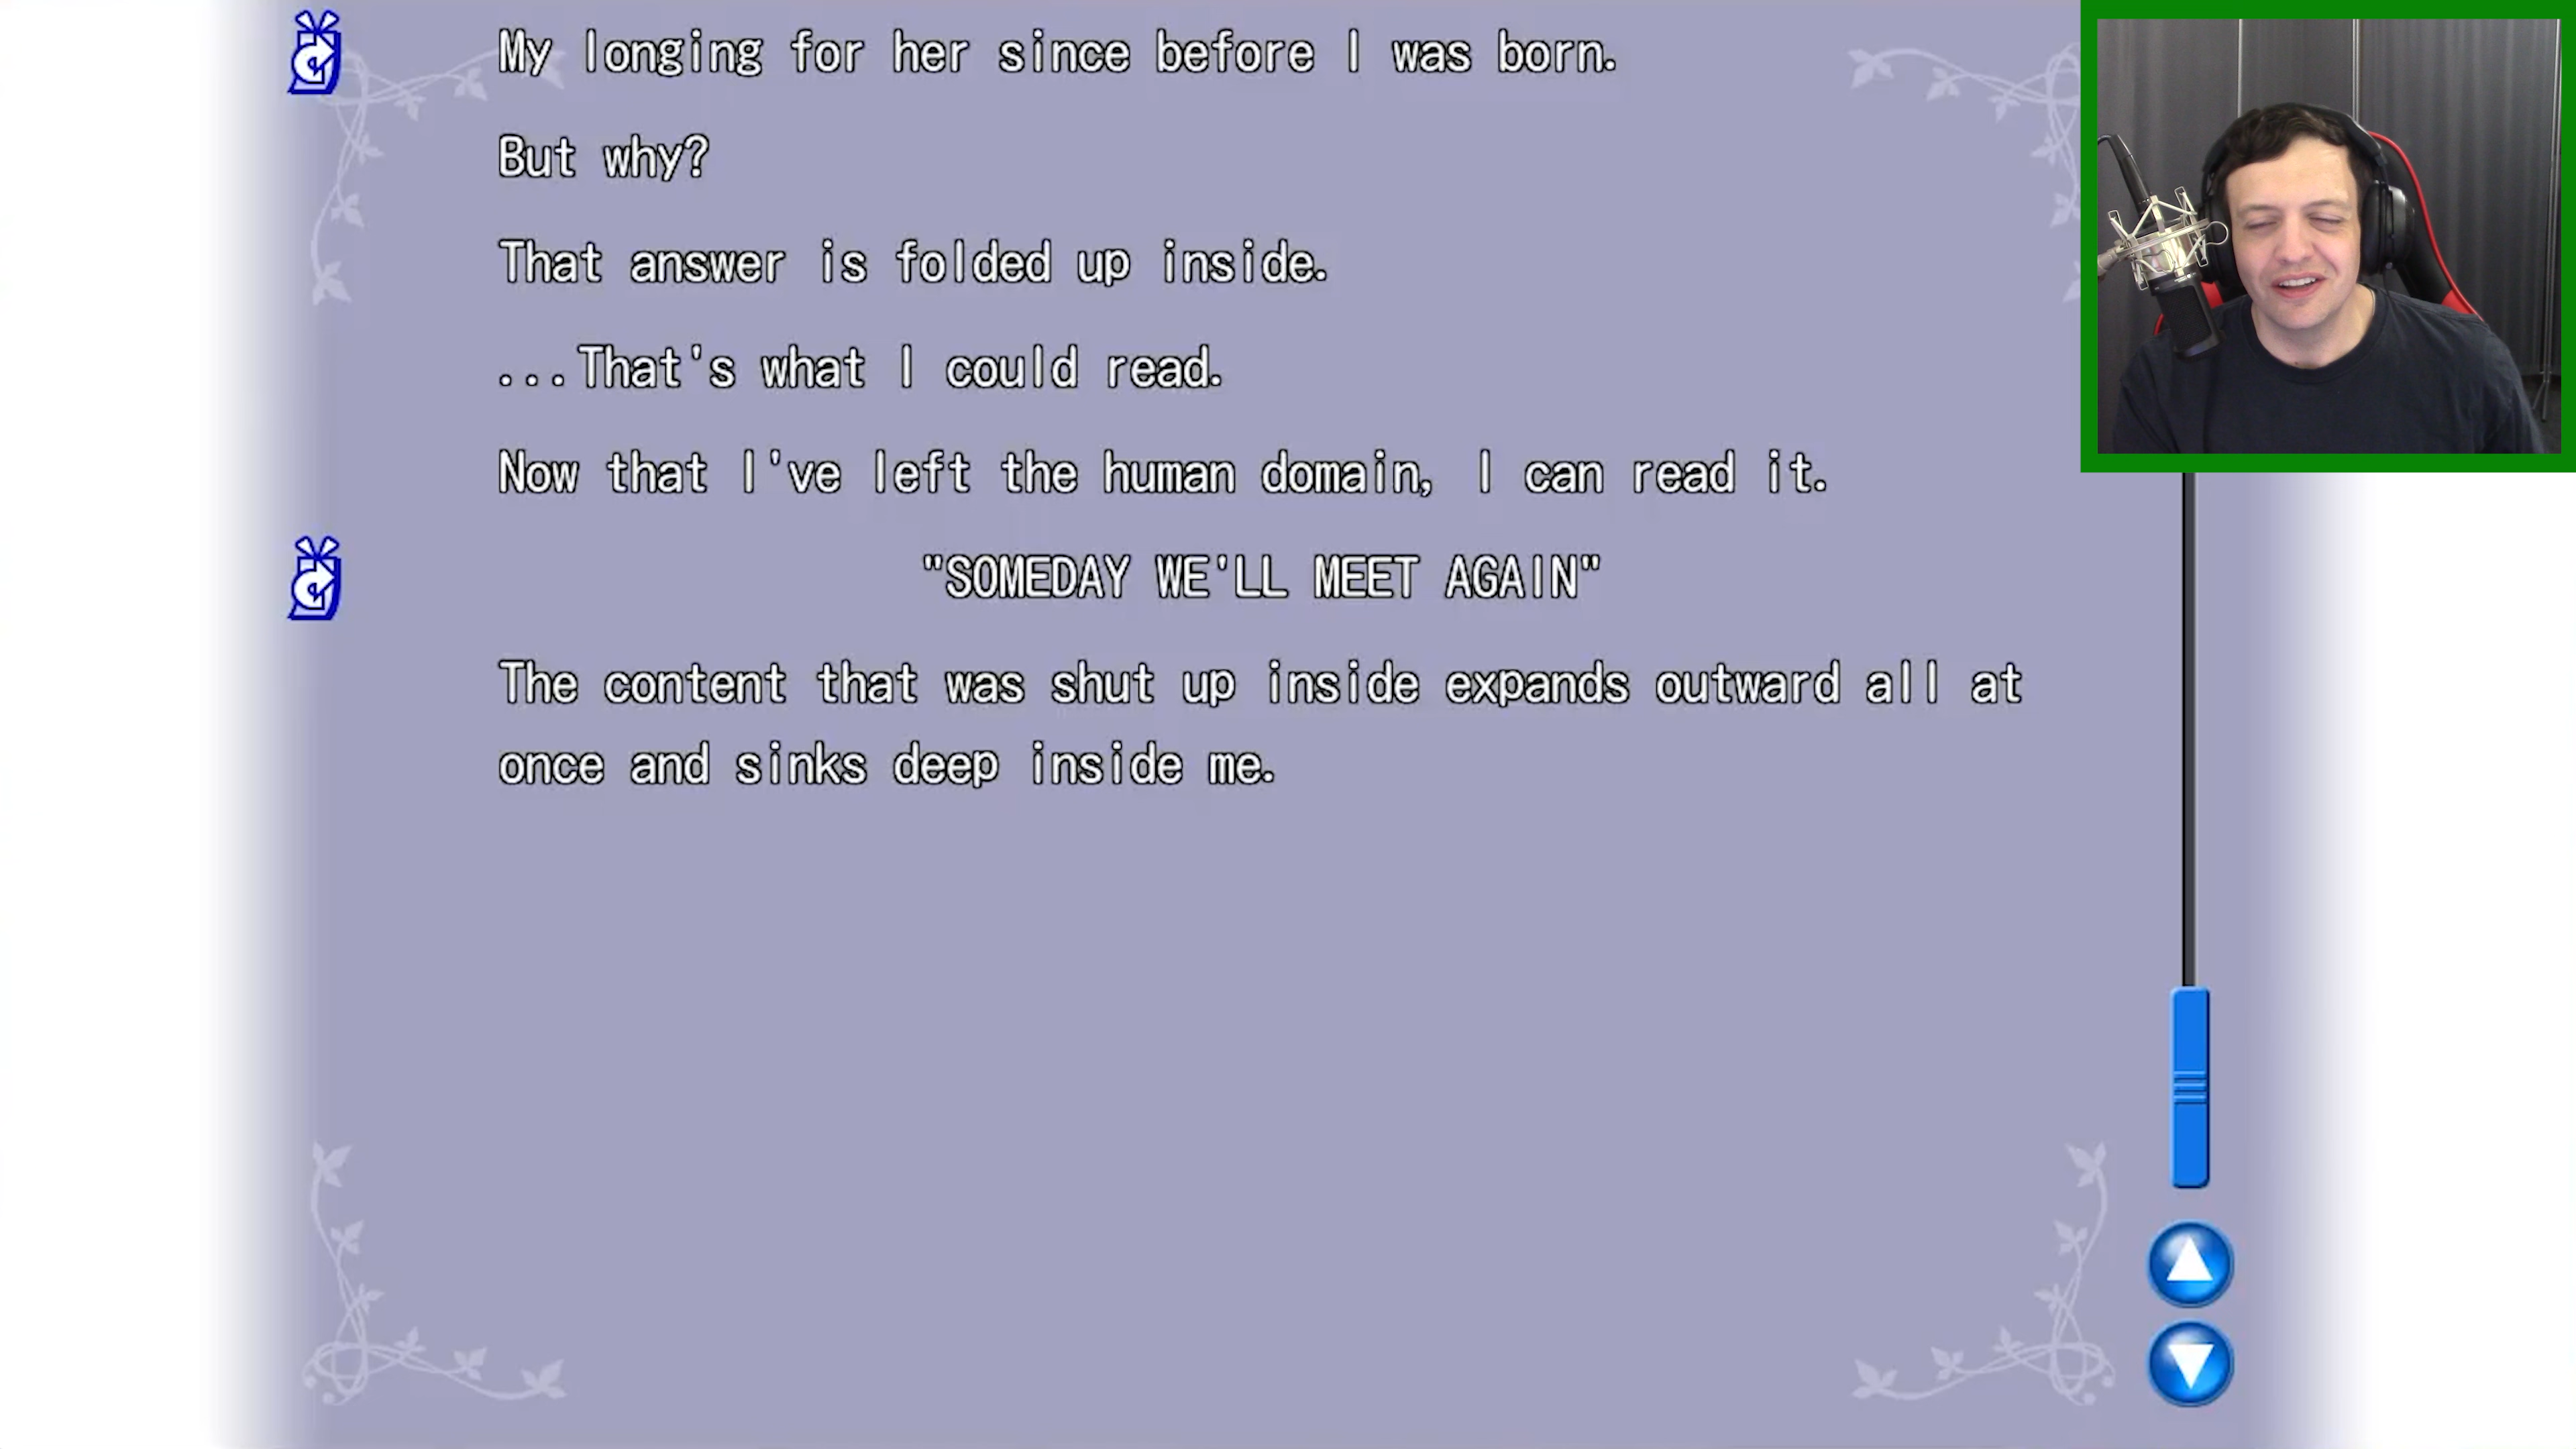 My longing for her since before I was born.
But why?
That answer is folded up inside.
...That's what I could read.
Now that I've left the human domain, I can read it.
"SOMEDAY WE'LL MEET AGAIN"
The content that was shut up inside expands outward all at
once and sinks deep inside me.